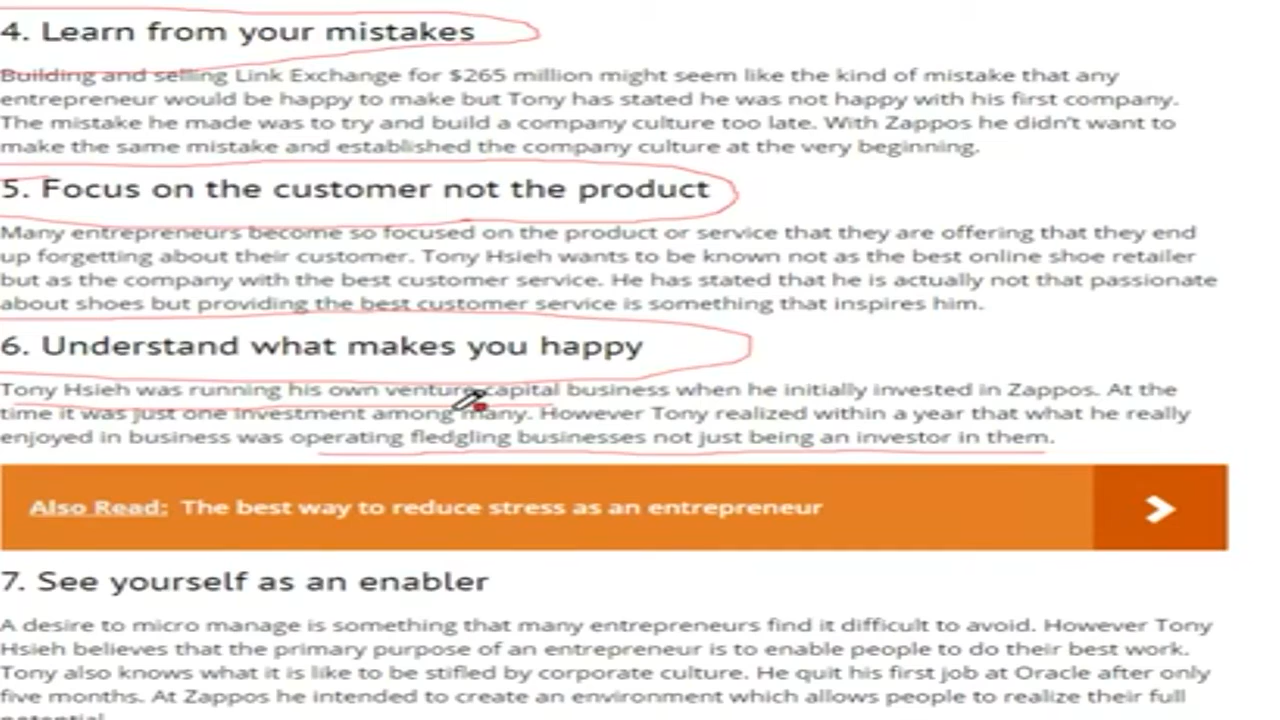 4. Learn from your mistakes
Building and selling Link Exchange for $265 million might seem like the kind of mistake that any
entrepreneur would be happy to make but Tony has stated he was not happy with his first company.
The mistake he made was to try and build a company culture too late. With Zappos he didn't want to
make the same mistake and established the company culture at the very beginning.
5. Focus on the customer not the product
Many entrepreneurs become so focused on the product or service that they are offering that they end
up forgetting about their customer. Tony Hsieh wants to be known not as the best online shoe retailer
but as the company with the best customer service. He has stated that he is actually not that passionate
about shoes but providing the best customer service is something that inspires him.
6. Understand what makes you happy
Tony Hsieh was running his own venture capital business when he initially invested in Zappos. At the
time it was just one investment among many. However Tony realized within a year that what he really
enjoyed in business was operating fledgling businesses not just being an investor in them.
Also Read: The best way to reduce stress as an entrepreneur
7. See yourself as an enabler
A desire to micro manage is something that many entrepreneurs find it difficult to avoid. However Tony
Hsieh believes that the primary purpose of an entrepreneur is to enable people to do their best work.
Tony also knows what it is like to be stifled by corporate culture. He quit his first job at Oracle after only
five months. At Zappos he intended to create an environment which allows people to realize their full